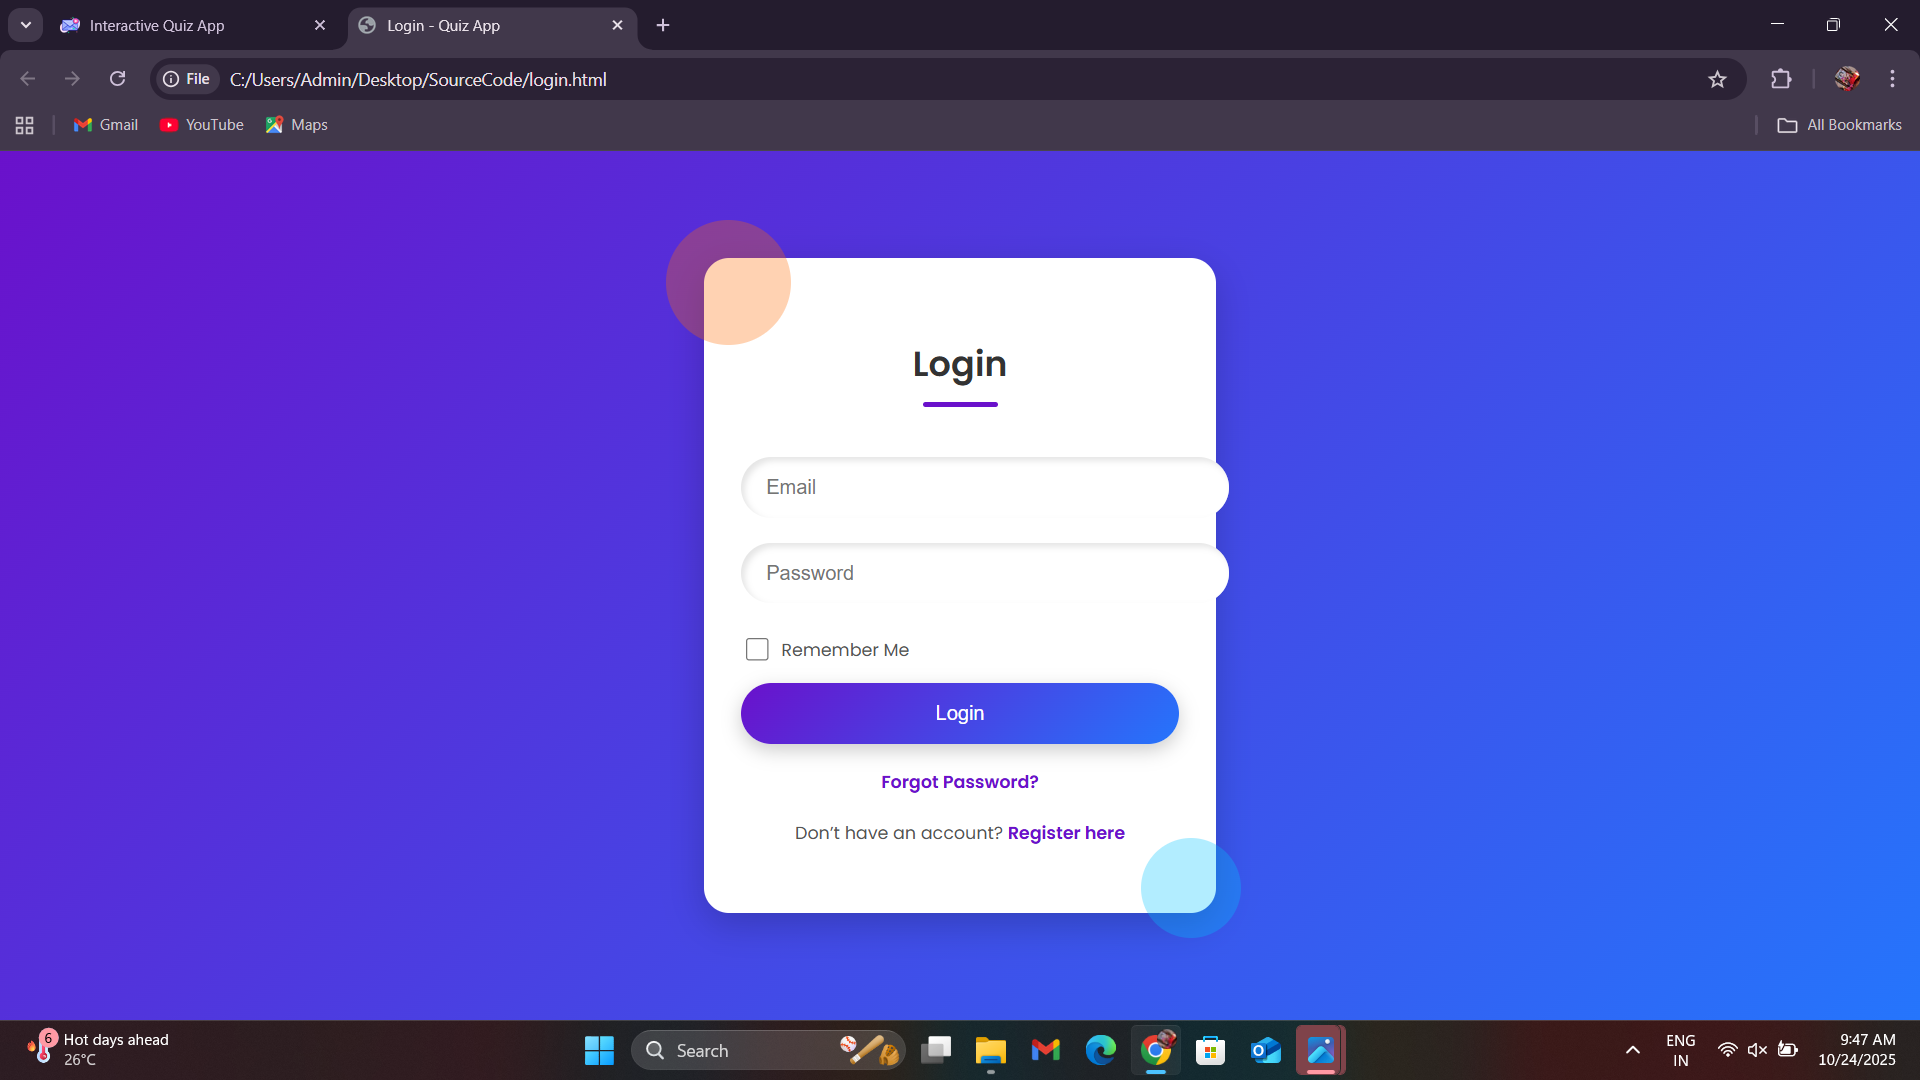 Interactive Quiz App
Login - Quiz App
File
C:/Users/Admin/Desktop/SourceCode/login.html
Gmail
YouTube
Maps
All Bookmarks
Login
Email
Password
Remember Me
Login
Forgot Password?
Don’t have an account? Register here
6
Hot days ahead
26°C
Search
ENG
IN
9:47 AM
10/24/2025